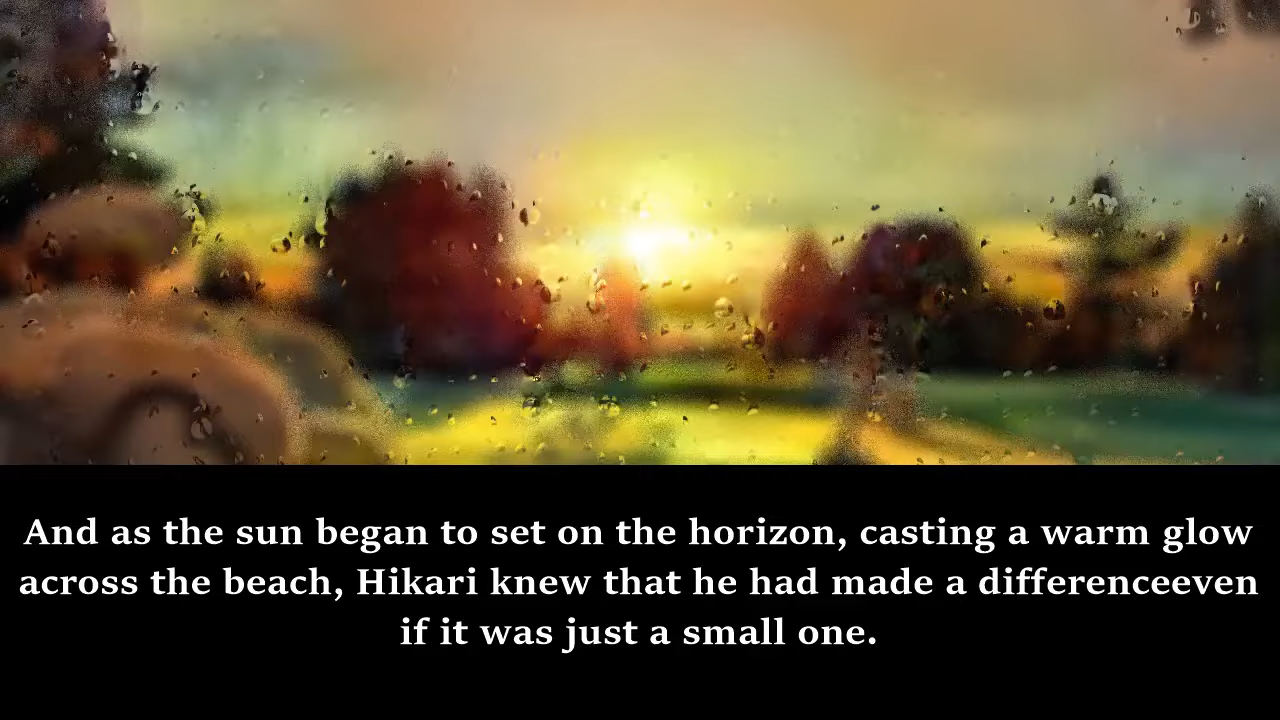 And as the sun began to set on the horizon, casting a warm glow
across the beach, Hikari knew that he had made a differenceeven
if it was just a small one.